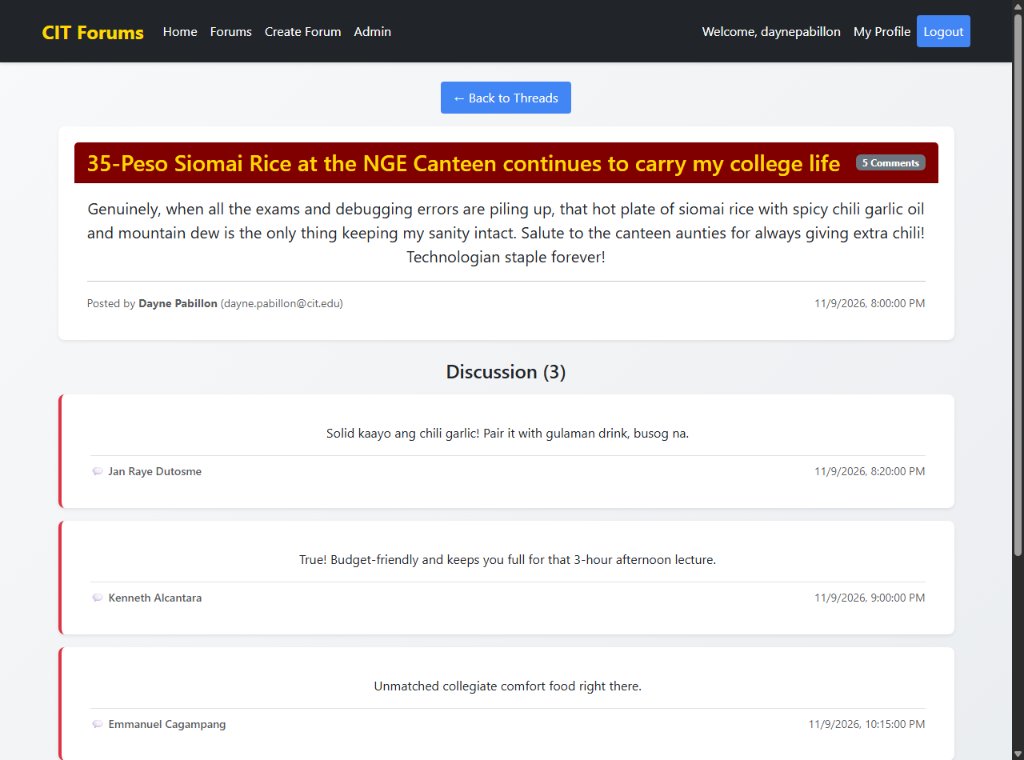 CIT Forums Home Forums Create Forum Admin Welcome, daynepabillon My Profile Logout
← Back to Threads
35-Peso Siomai Rice at the NGE Canteen continues to carry my college life 5 Comments
Genuinely, when all the exams and debugging errors are piling up, that hot plate of siomai rice with spicy chili garlic oil
and mountain dew is the only thing keeping my sanity intact. Salute to the canteen aunties for always giving extra chili!
Technologian staple forever!
Posted by Dayne Pabillon (dayne.pabillon@cit.edu) 11/9/2026, 8:00:00 PM
Discussion (3)
Solid kaayo ang chili garlic! Pair it with gulaman drink, busog na.
Jan Raye Dutosme 11/9/2026, 8:20:00 PM
True! Budget-friendly and keeps you full for that 3-hour afternoon lecture.
Kenneth Alcantara 11/9/2026, 9:00:00 PM
Unmatched collegiate comfort food right there.
Emmanuel Cagampang 11/9/2026, 10:15:00 PM